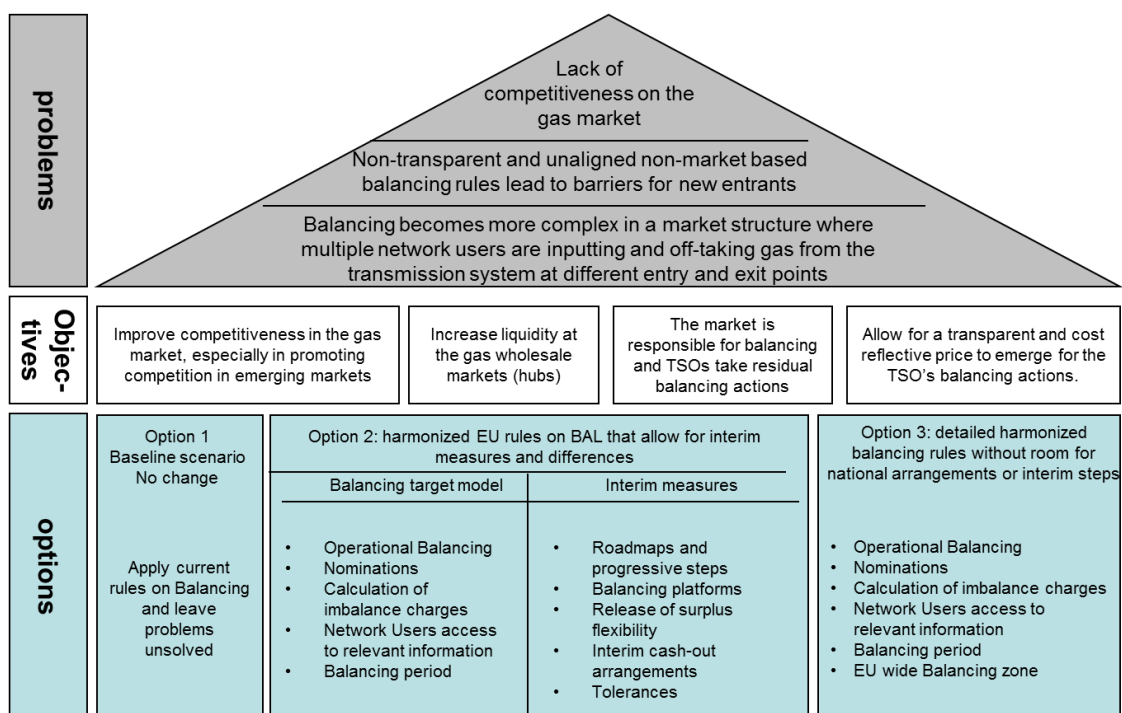 problems
Lack of
competitiveness on the
gas market
Non-transparent and unaligned non-market based
balancing rules lead to barriers for new entrants
Balancing becomes more complex in a market structure where
multiple network users are inputting and off-taking gas from the
transmission system at different entry and exit points
Objec-
tives
Improve competitiveness in the gas
market, especially in promoting
competition in emerging markets
Increase liquidity at
the gas wholesale
markets (hubs)
The market is
responsible for balancing
and TSOs take residual
balancing actions
Allow for a transparent and cost
reflective price to emerge for the
TSO's balancing actions.
options
Option 1
Baseline scenario
No change
Apply current
rules on Balancing
and leave
problems
unsolved
Option 2: harmonized EU rules on BAL that allow for interim
measures and differences
Balancing target model
• Operational Balancing
• Nominations
• Calculation of
imbalance charges
• Network Users access
to relevant information
• Balancing period
Interim measures
• Roadmaps and
progressive steps
• Balancing platforms
• Release of surplus
flexibility
• Interim cash-out
arrangements
• Tolerances
Option 3: detailed harmonized
balancing rules without room for
national arrangements or interim steps
• Operational Balancing
• Nominations
• Calculation of imbalance charges
• Network Users access to
relevant information
• Balancing period
• EU wide Balancing zone